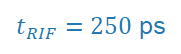 t_RIF = 250 ps